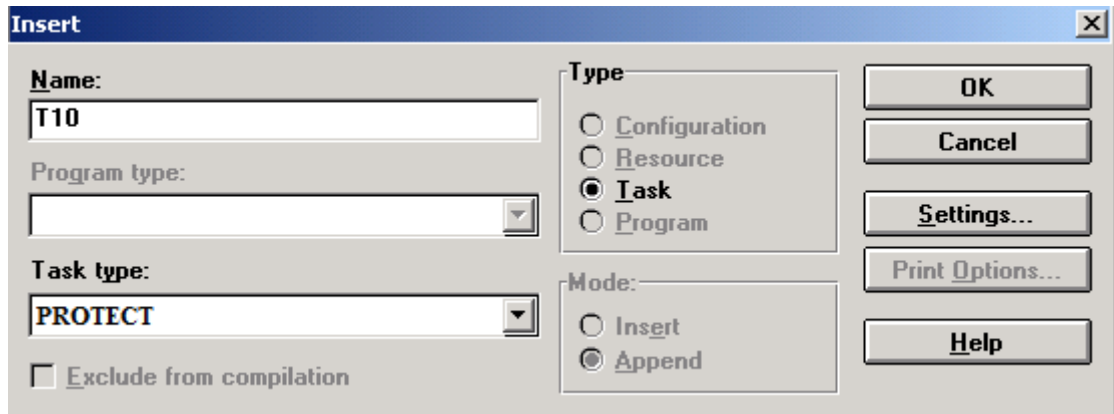 Insert
Name:
T10
Program type:
Task type:
PROTECT
Exclude from compilation
Type
Configuration
Resource
Task
Program
Mode:
Insert
Append
OK
Cancel
Settings...
Print Options...
Help